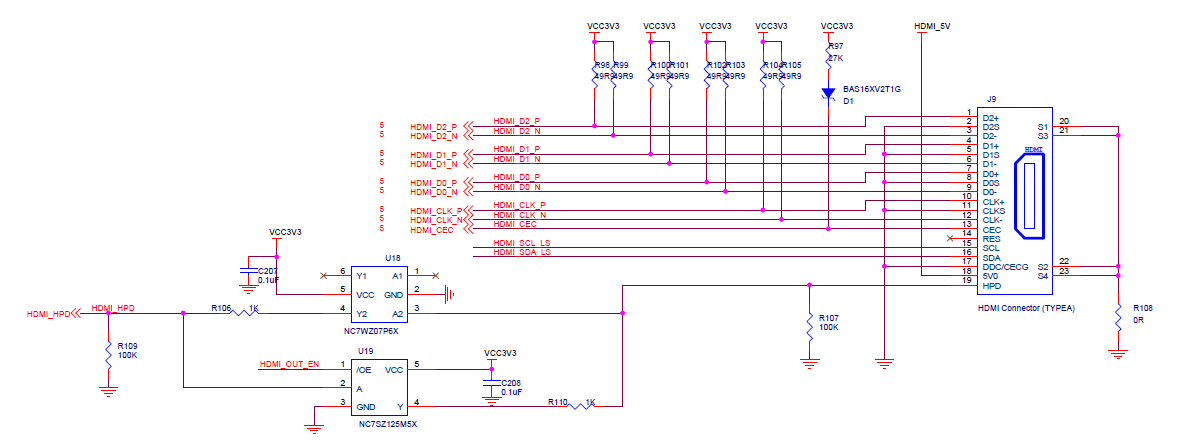 VCC3V3 VCC3V3 VCC3V3 VCC3V3 VCC3V3 HDMI_5V
R97
27K
R98 R99 R100 R101 R102 R103 R104 R105
49R9 49R9 49R9 49R9 49R9 49R9 49R9 49R9
BAS16XV2T1G
D1
J9
5 HDMI_D2_P HDMI_D2_P 1 D2+
5 HDMI_D2_N HDMI_D2_N 2 D2S
3 D2-
5 HDMI_D1_P HDMI_D1_P 4 D1+
5 HDMI_D1_N HDMI_D1_N 5 D1S
6 D1-
5 HDMI_D0_P HDMI_D0_P 7 D0+
5 HDMI_D0_N HDMI_D0_N 8 D0S
9 D0-
5 HDMI_CLK_P HDMI_CLK_P 10 CLK+
5 HDMI_CLK_N HDMI_CLK_N 11 CLKS
12 CLK-
5 HDMI_CEC HDMI_CEC 13 CEC
14 RES
HDMI_SCL_LS 15 SCL
HDMI_SDA_LS 16 SDA
17 DDC/CECG
18 5V0
19 HPD
HDMI
S1 20
S3 21
S2 22
S4 23
HDMI Connector (TYPEA)
R108
0R
R107
100K
VCC3V3
C207
0.1uF
U18
6 Y1 A1 1
5 VCC GND 2
4 Y2 A2 3
NC7WZ07P6X
HDMI_HPD HDMI_HPD R106 1K
R109
100K
U19
HDMI_OUT_EN 1 /OE VCC 5
2 A
3 GND Y 4
NC7SZ125M5X
VCC3V3
C208
0.1uF
R110 1K